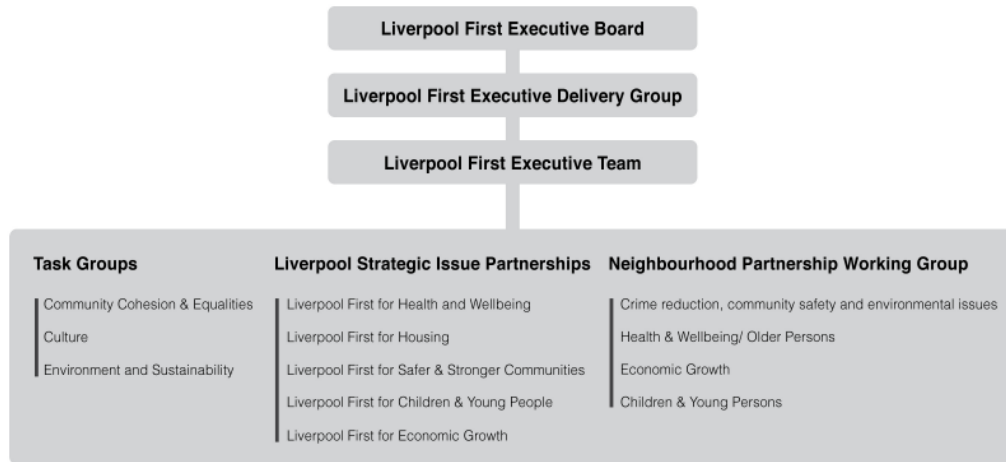 Liverpool First Executive Board
Liverpool First Executive Delivery Group
Liverpool First Executive Team
Task Groups
Community Cohesion & Equalities
Culture
Environment and Sustainability
Liverpool Strategic Issue Partnerships
Liverpool First for Health and Wellbeing
Liverpool First for Housing
Liverpool First for Safer & Stronger Communities
Liverpool First for Children & Young People
Liverpool First for Economic Growth
Neighbourhood Partnership Working Group
Crime reduction, community safety and environmental issues
Health & Wellbeing/ Older Persons
Economic Growth
Children & Young Persons